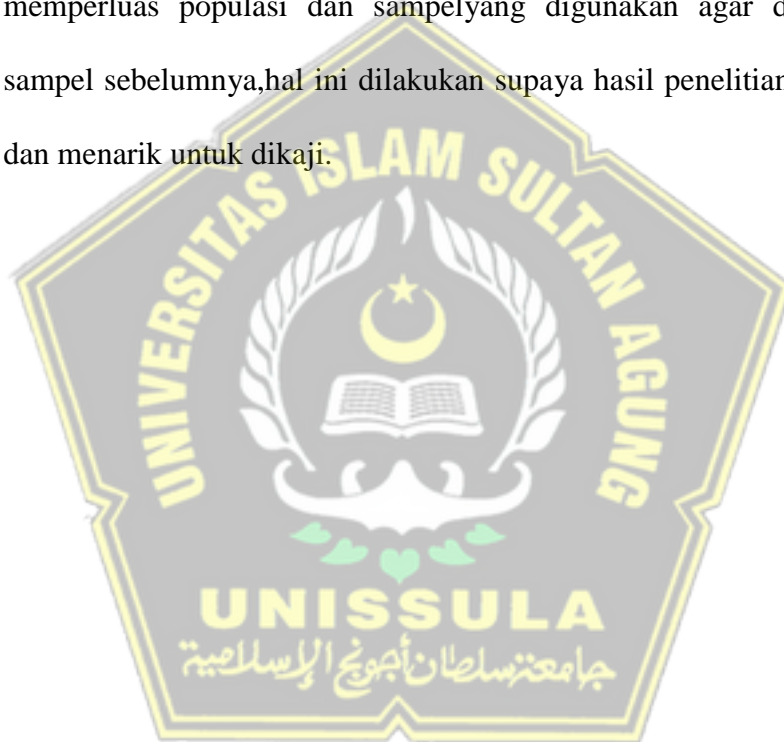 memperluas populasi dan sampelyang digunakan agar d
sampel sebelumnya,hal ini dilakukan supaya hasil penelitian
dan menarik untuk dikaji.
UNIVERSITAS ISLAM SULTAN AGUNG
UNISSULA
جامعة سلطان أجونج الإسلامية